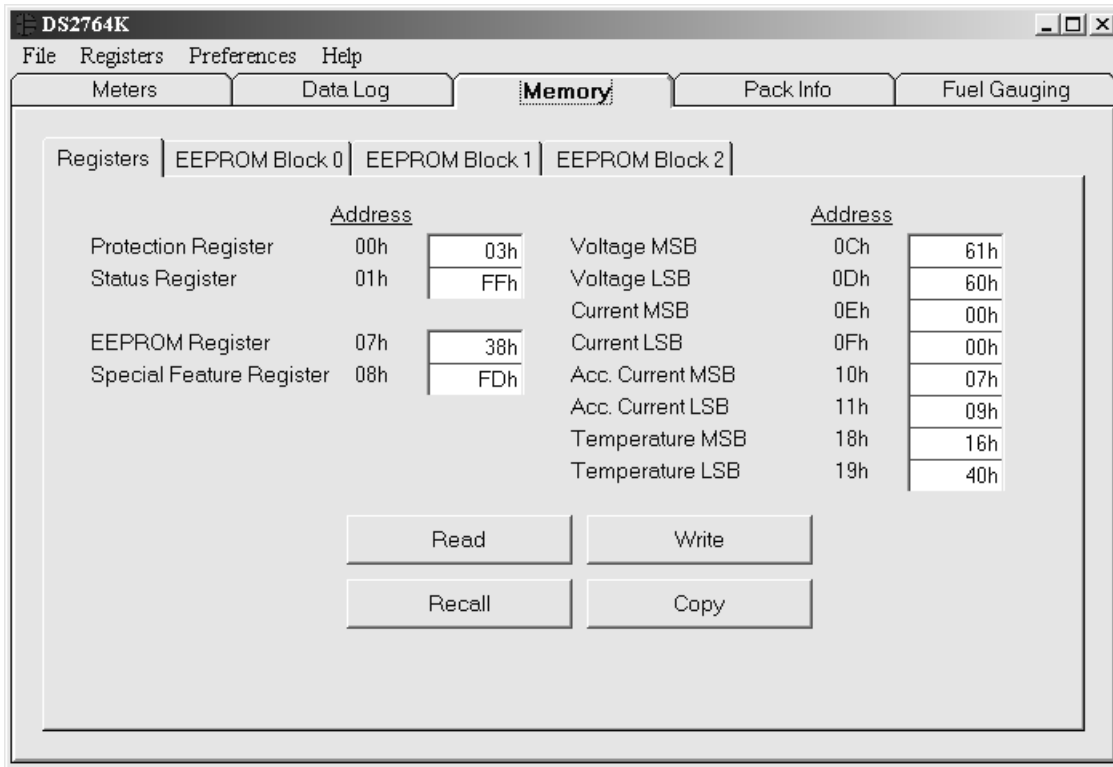 DS2764K
File Registers Preferences Help
Meters Data Log Memory Pack Info Fuel Gauging
Registers EEPROM Block 0 EEPROM Block 1 EEPROM Block 2
Address Address
Protection Register 00h 03h Voltage MSB 0Ch 61h
Status Register 01h FFh Voltage LSB 0Dh 60h
Current MSB 0Eh 00h
EEPROM Register 07h 38h Current LSB 0Fh 00h
Special Feature Register 08h FDh Acc. Current MSB 10h 07h
Acc. Current LSB 11h 09h
Temperature MSB 18h 16h
Temperature LSB 19h 40h
Read Write
Recall Copy